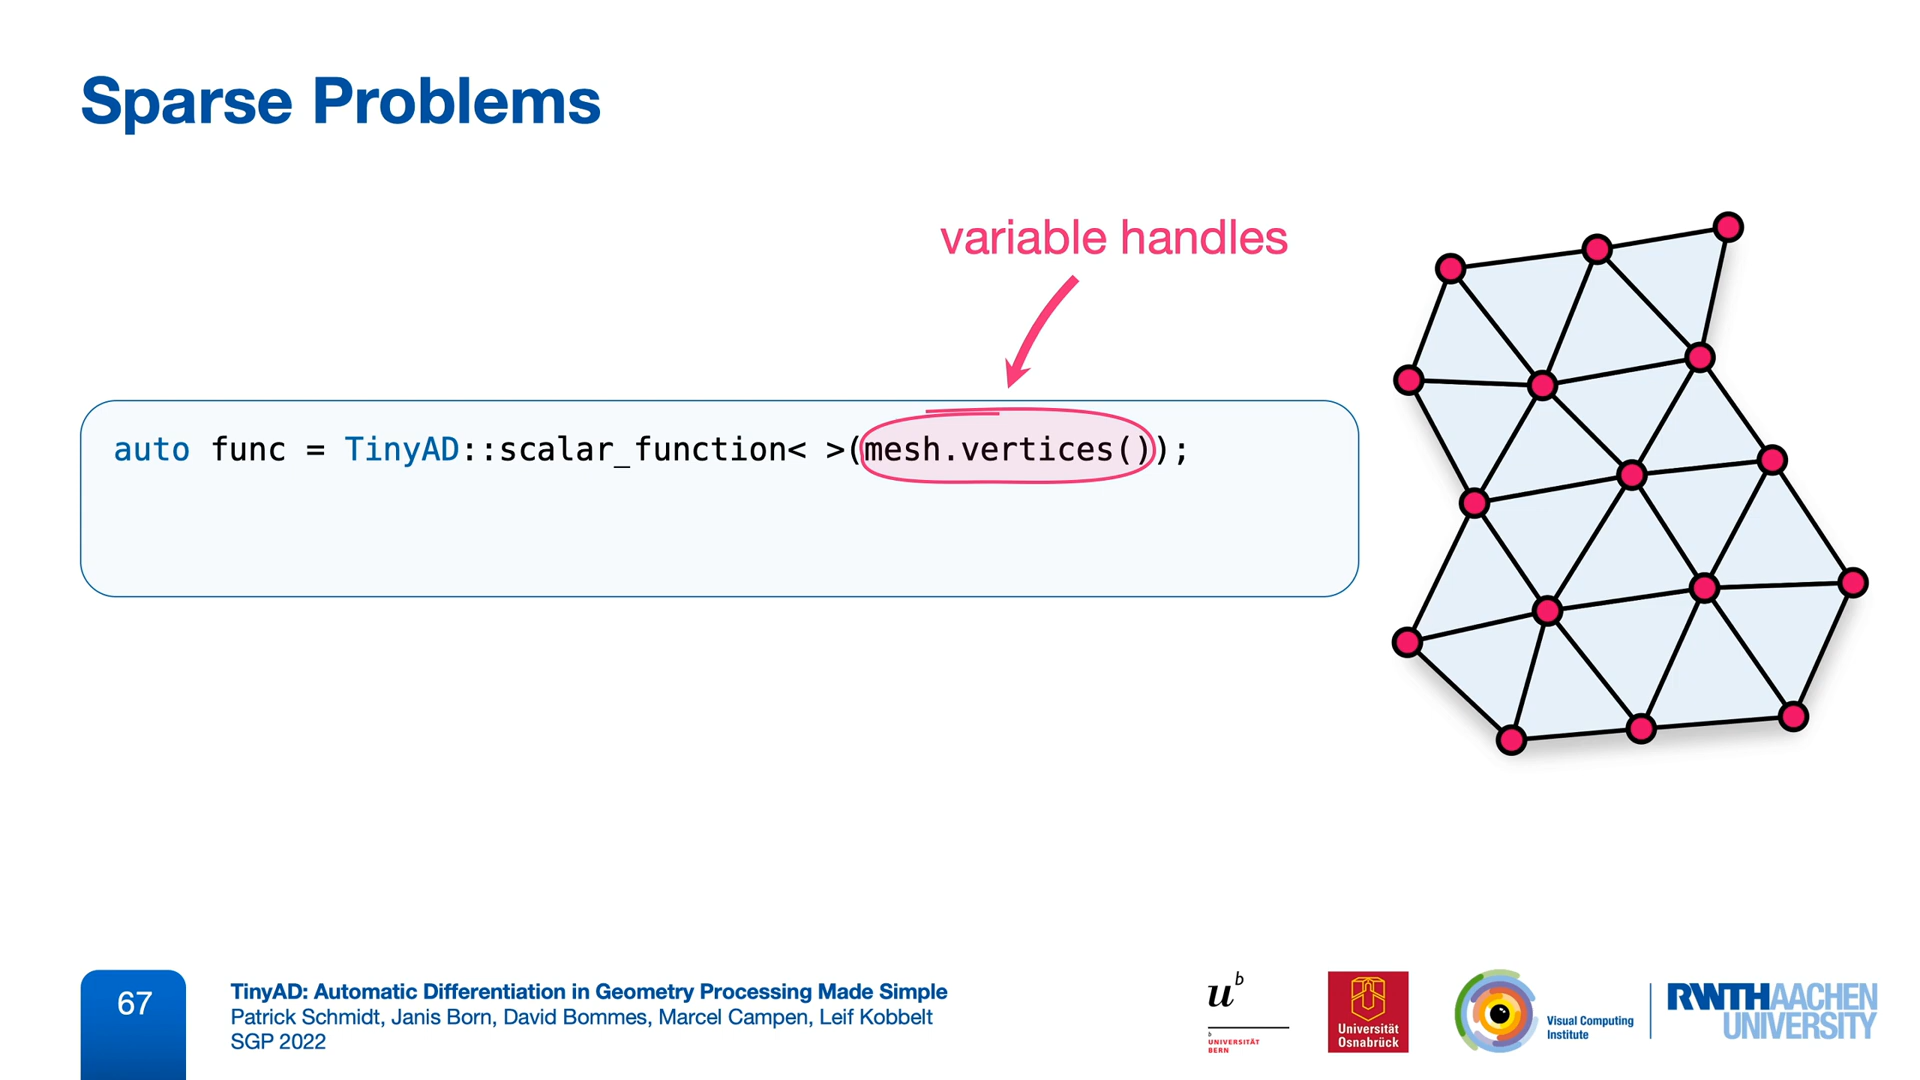 Sparse Problems
variable handles
auto func = TinyAD::scalar_function< >(mesh.vertices());
67
TinyAD: Automatic Differentiation in Geometry Processing Made Simple
Patrick Schmidt, Janis Born, David Bommes, Marcel Campen, Leif Kobbelt
SGP 2022
u b
b
UNIVERSITÄT
BERN
Universität
Osnabrück
Visual Computing
Institute
RWTH AACHEN
UNIVERSITY